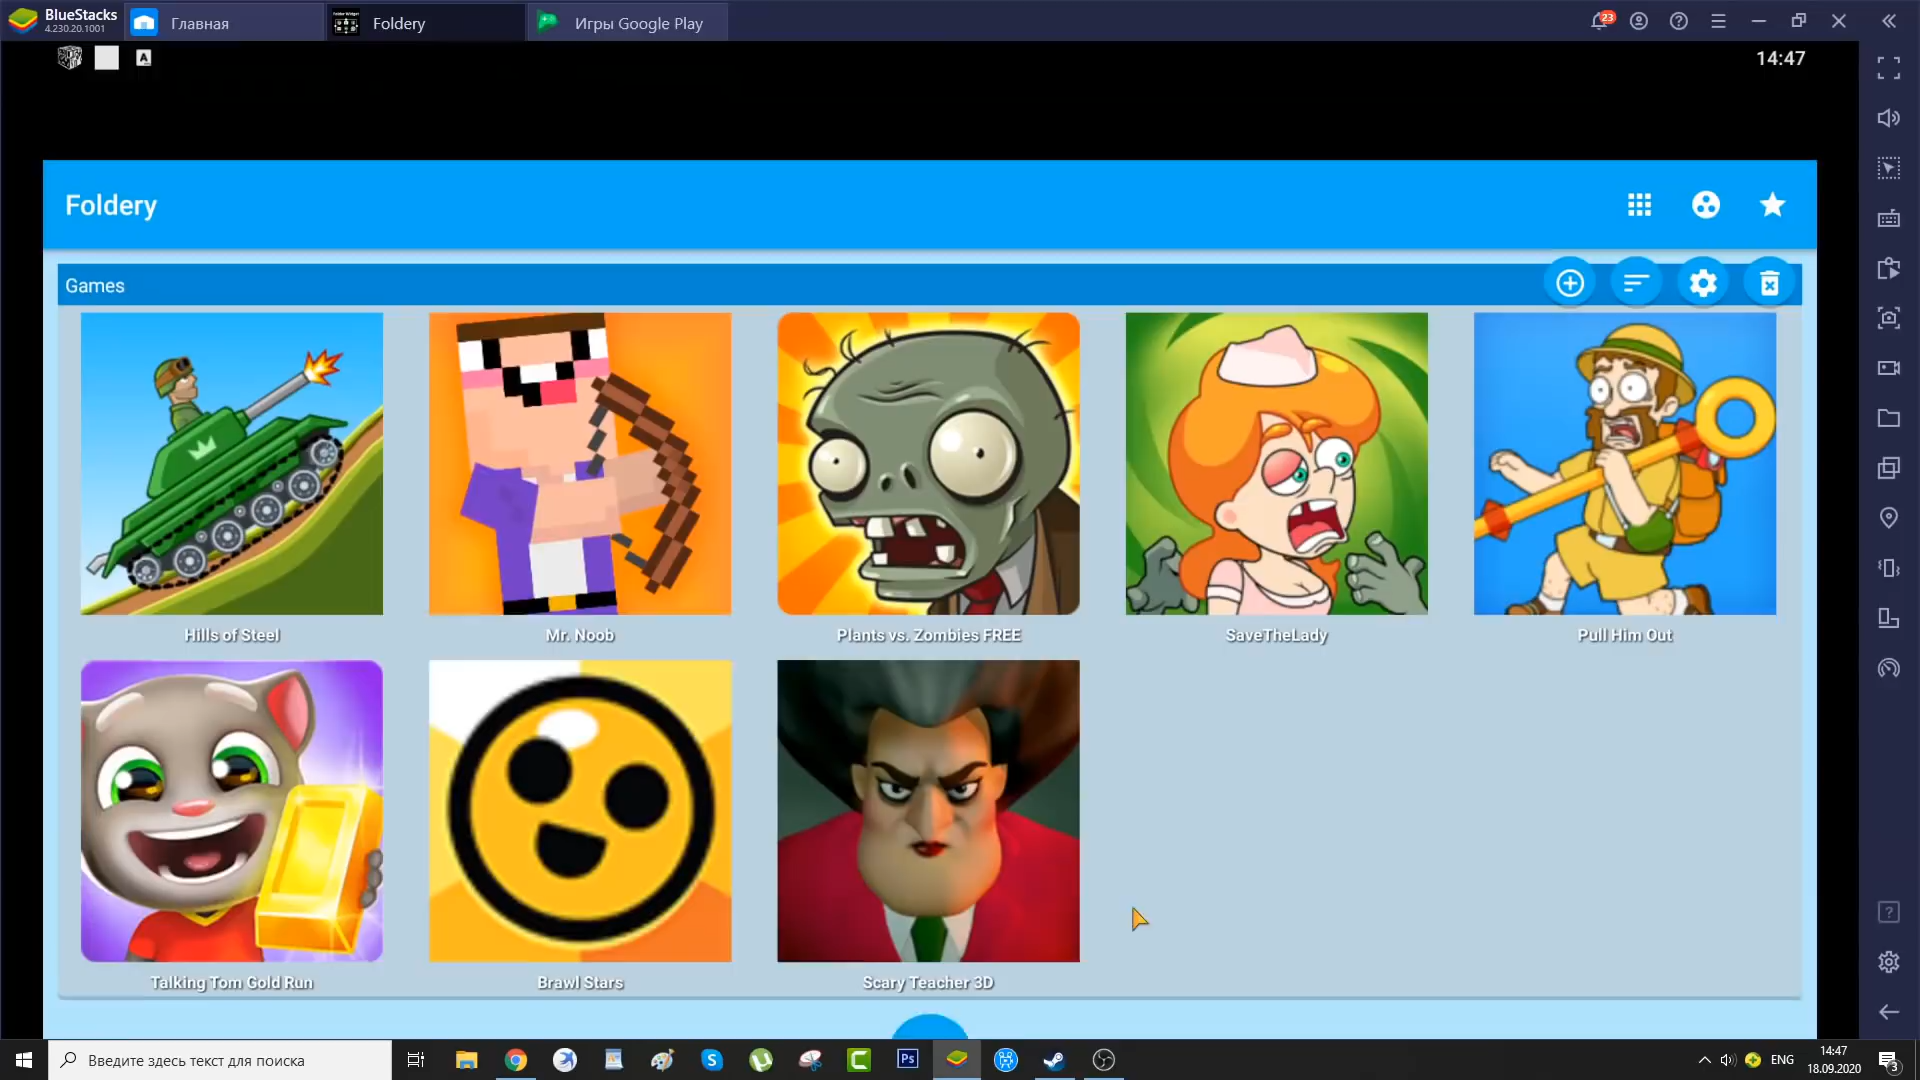 BlueStacks
4.230.20.1001
Главная
Foldery
Игры Google Play
23
A
14:47
Foldery
Games
Hills of Steel
Mr. Noob
Plants vs. Zombies FREE
SaveTheLady
Pull Him Out
Talking Tom Gold Run
Brawl Stars
Scary Teacher 3D
Введите здесь текст для поиска
S
Ps
ENG
14:47
18.09.2020
3